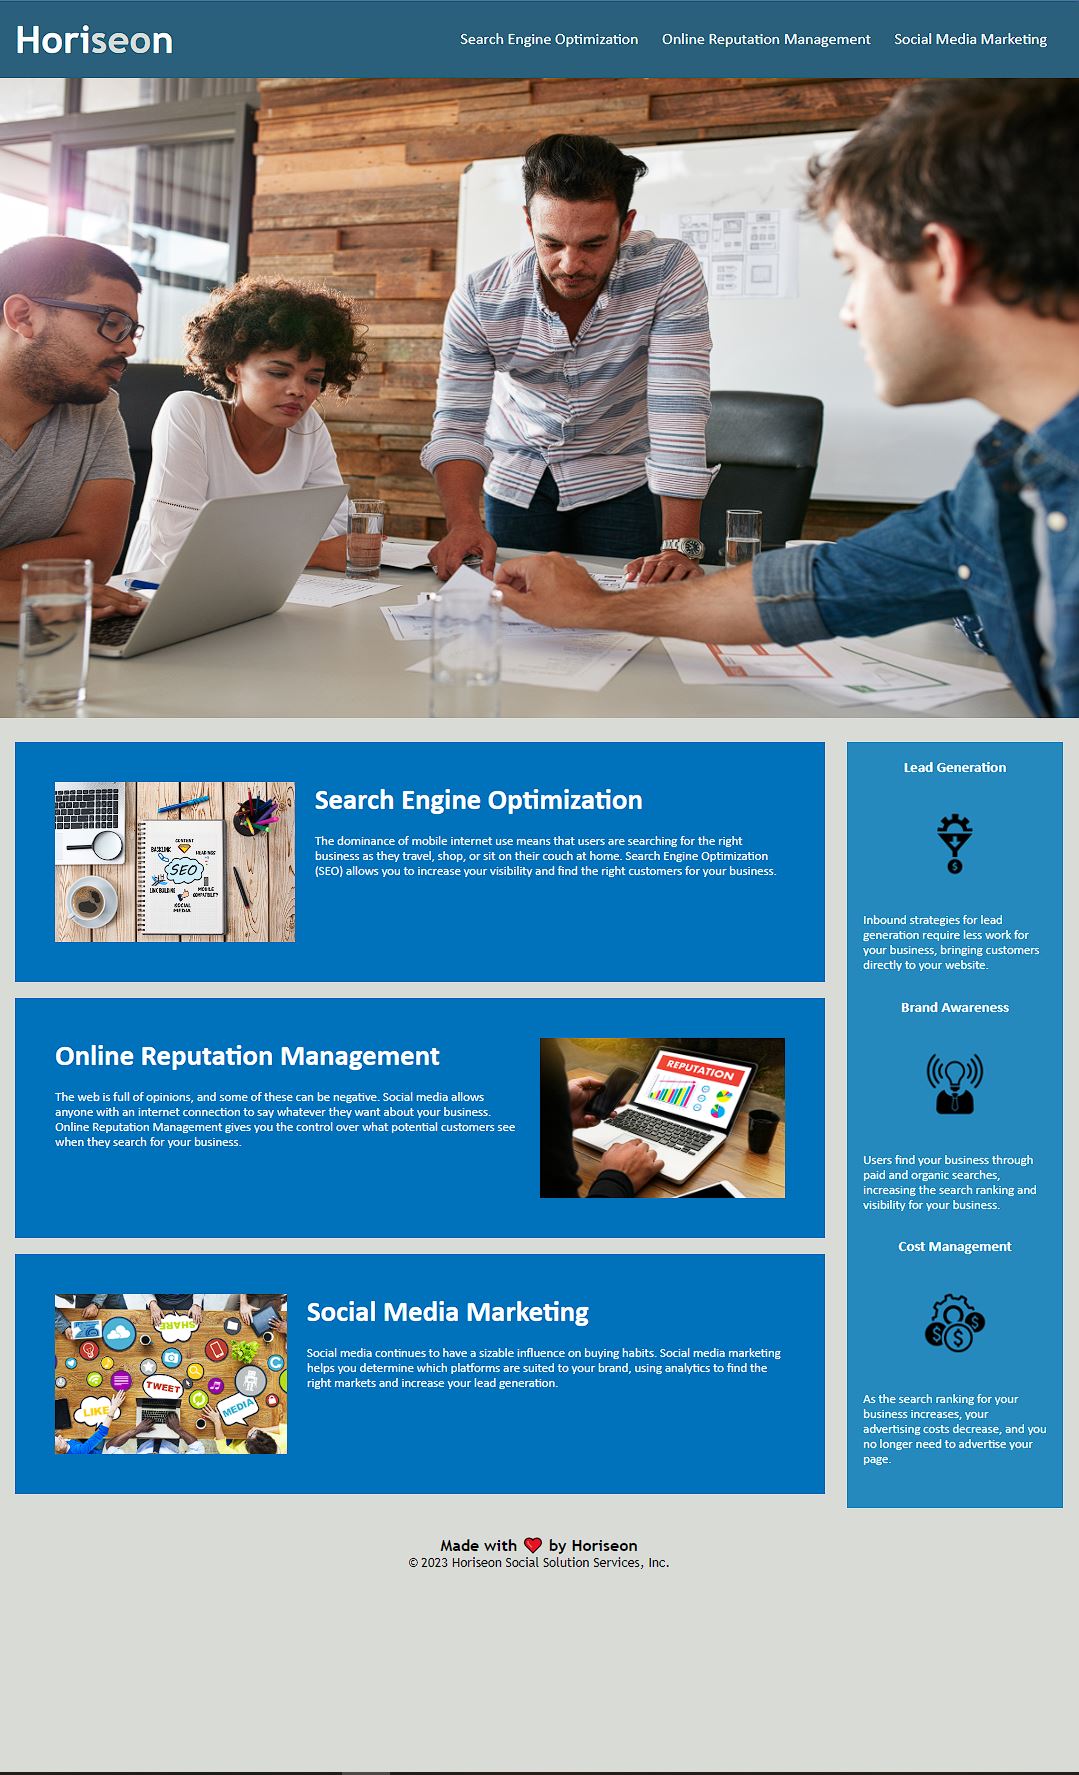 Horiseon
Search Engine Optimization
Online Reputation Management
Social Media Marketing
CONTENT
BACKLINK
HEADINGS
SEO
LINK BUILDING
MOBILE
COMPATIBILITY
SOCIAL
MEDIA
Search Engine Optimization
The dominance of mobile internet use means that users are searching for the right
business as they travel, shop, or sit on their couch at home. Search Engine Optimization
(SEO) allows you to increase your visibility and find the right customers for your business.
Online Reputation Management
The web is full of opinions, and some of these can be negative. Social media allows
anyone with an internet connection to say whatever they want about your business.
Online Reputation Management gives you the control over what potential customers see
when they search for your business.
REPUTATION
SHARE
TWEET
LIKE
MEDIA
Social Media Marketing
Social media continues to have a sizable influence on buying habits. Social media marketing
helps you determine which platforms are suited to your brand, using analytics to find the
right markets and increase your lead generation.
Lead Generation
Inbound strategies for lead
generation require less work for
your business, bringing customers
directly to your website.
Brand Awareness
Users find your business through
paid and organic searches,
increasing the search ranking and
visibility for your business.
Cost Management
As the search ranking for your
business increases, your
advertising costs decrease, and you
no longer need to advertise your
page.
Made with ❤️ by Horiseon
© 2023 Horiseon Social Solution Services, Inc.